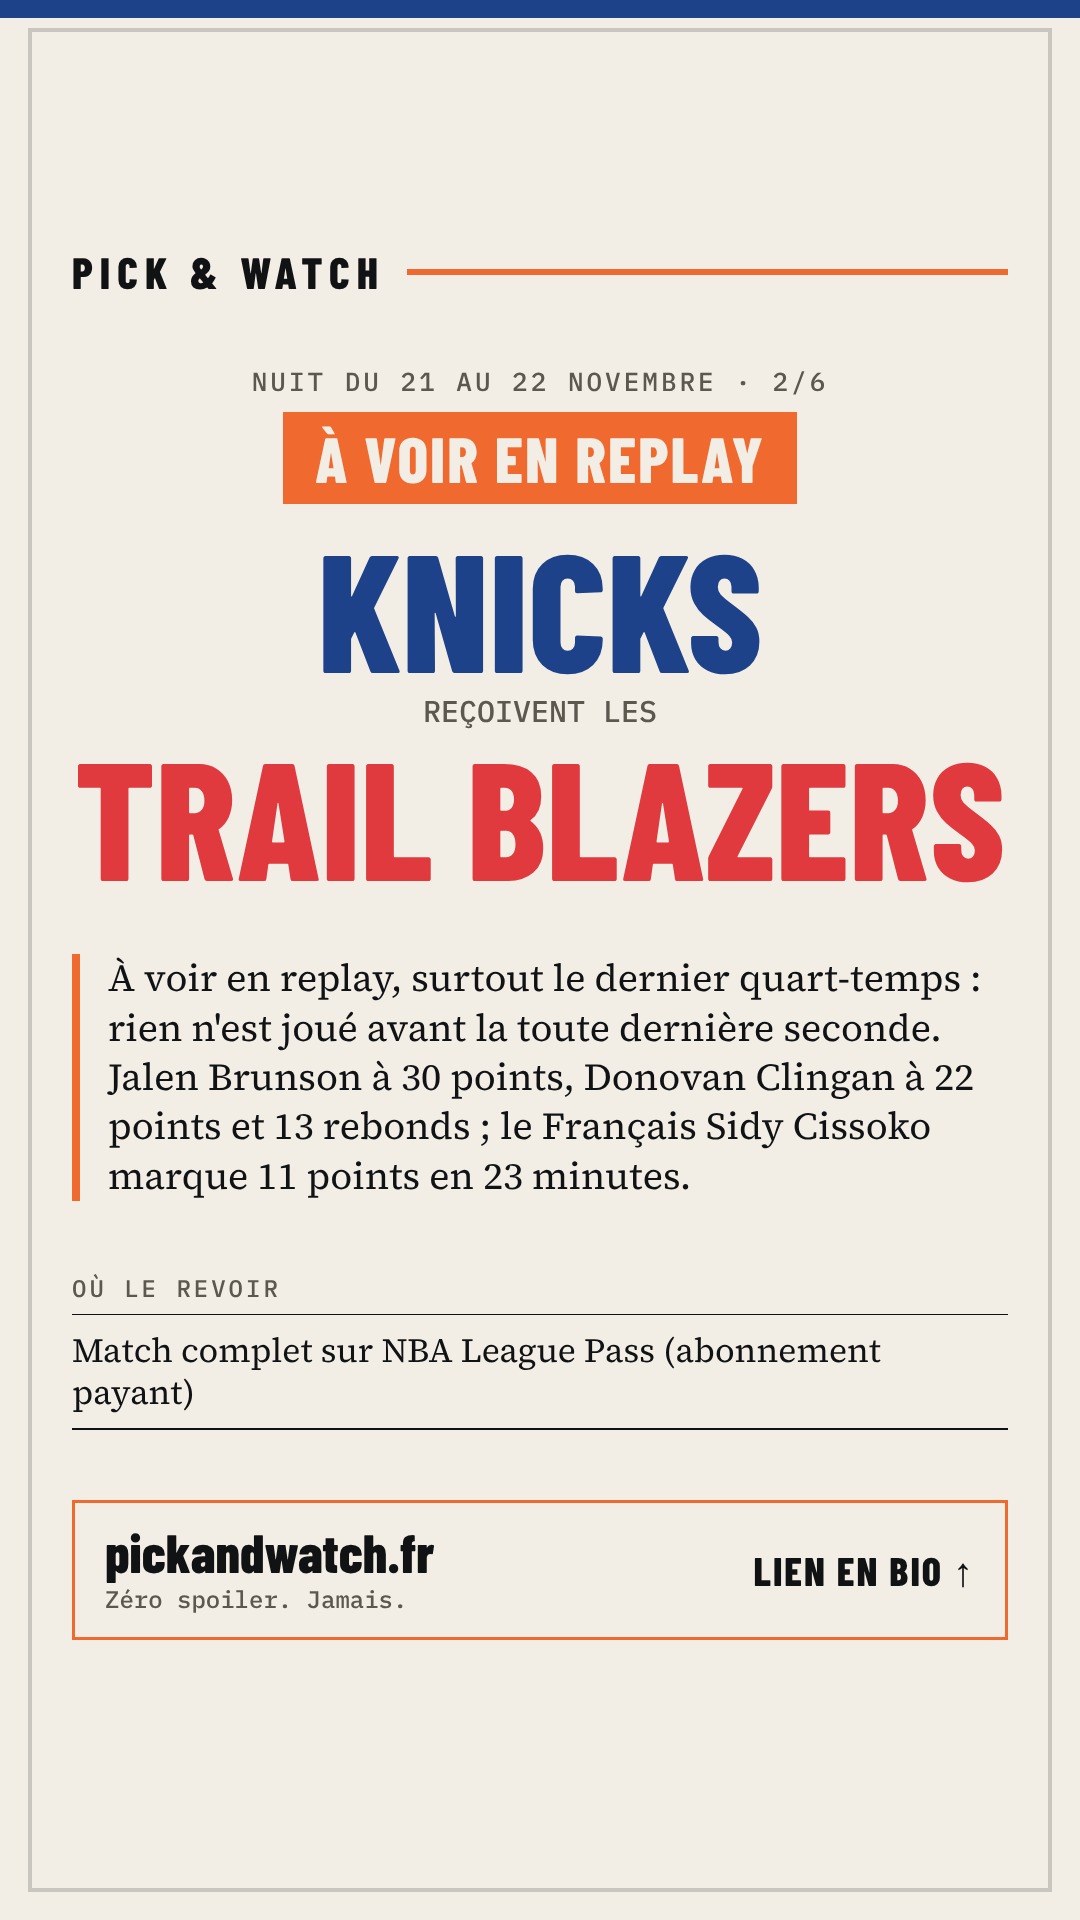 PICK & WATCH
NUIT DU 21 AU 22 NOVEMBRE · 2/6
À VOIR EN REPLAY
KNICKS
REÇOIVENT LES
TRAIL BLAZERS
À voir en replay, surtout le dernier quart-temps :
rien n'est joué avant la toute dernière seconde.
Jalen Brunson à 30 points, Donovan Clingan à 22
points et 13 rebonds ; le Français Sidy Cissoko
marque 11 points en 23 minutes.
OÙ LE REVOIR
Match complet sur NBA League Pass (abonnement
payant)
pickandwatch.fr
Zéro spoiler. Jamais.
LIEN EN BIO ↑